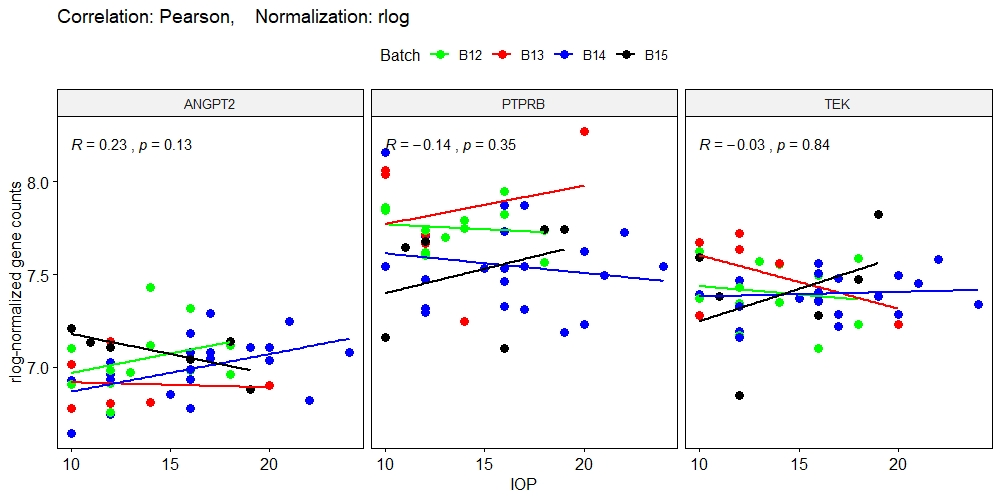 Correlation: Pearson,    Normalization: rlog
Batch B12 B13 B14 B15
ANGPT2 PTPRB TEK
R = 0.23 , p = 0.13 R = −0.14 , p = 0.35 R = −0.03 , p = 0.84
8.0
7.5
7.0
rlog-normalized gene counts
10 15 20 10 15 20 10 15 20
IOP